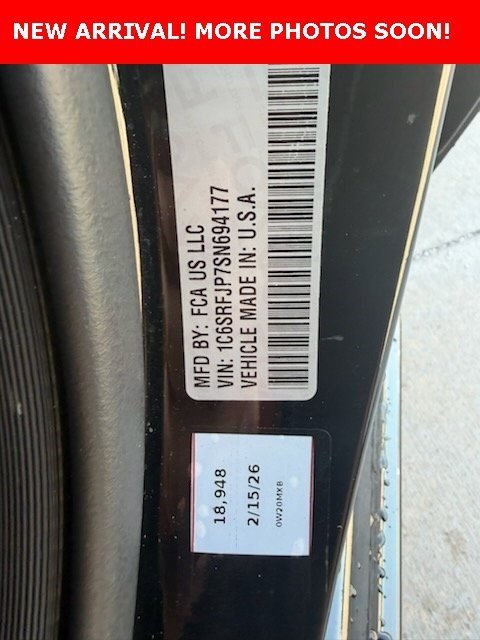 NEW ARRIVAL! MORE PHOTOS SOON!
MFD BY: FCA US LLC
VIN: 1C6SRFJP7SN694177
VEHICLE MADE IN: U.S.A.
18,948
2/15/26
0W20MXB